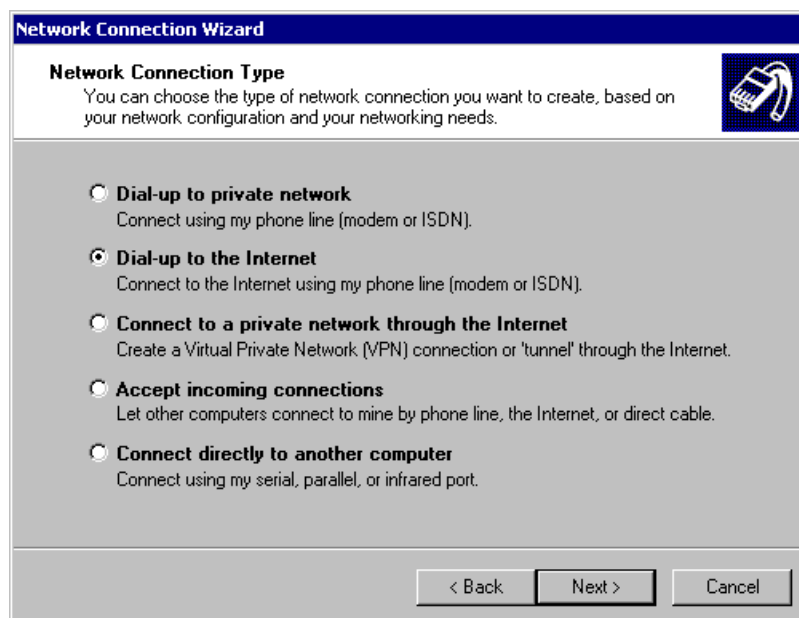 Network Connection Wizard
Network Connection Type
You can choose the type of network connection you want to create, based on
your network configuration and your networking needs.
Dial-up to private network
Connect using my phone line (modem or ISDN).
Dial-up to the Internet
Connect to the Internet using my phone line (modem or ISDN).
Connect to a private network through the Internet
Create a Virtual Private Network (VPN) connection or 'tunnel' through the Internet.
Accept incoming connections
Let other computers connect to mine by phone line, the Internet, or direct cable.
Connect directly to another computer
Connect using my serial, parallel, or infrared port.
< Back Next > Cancel